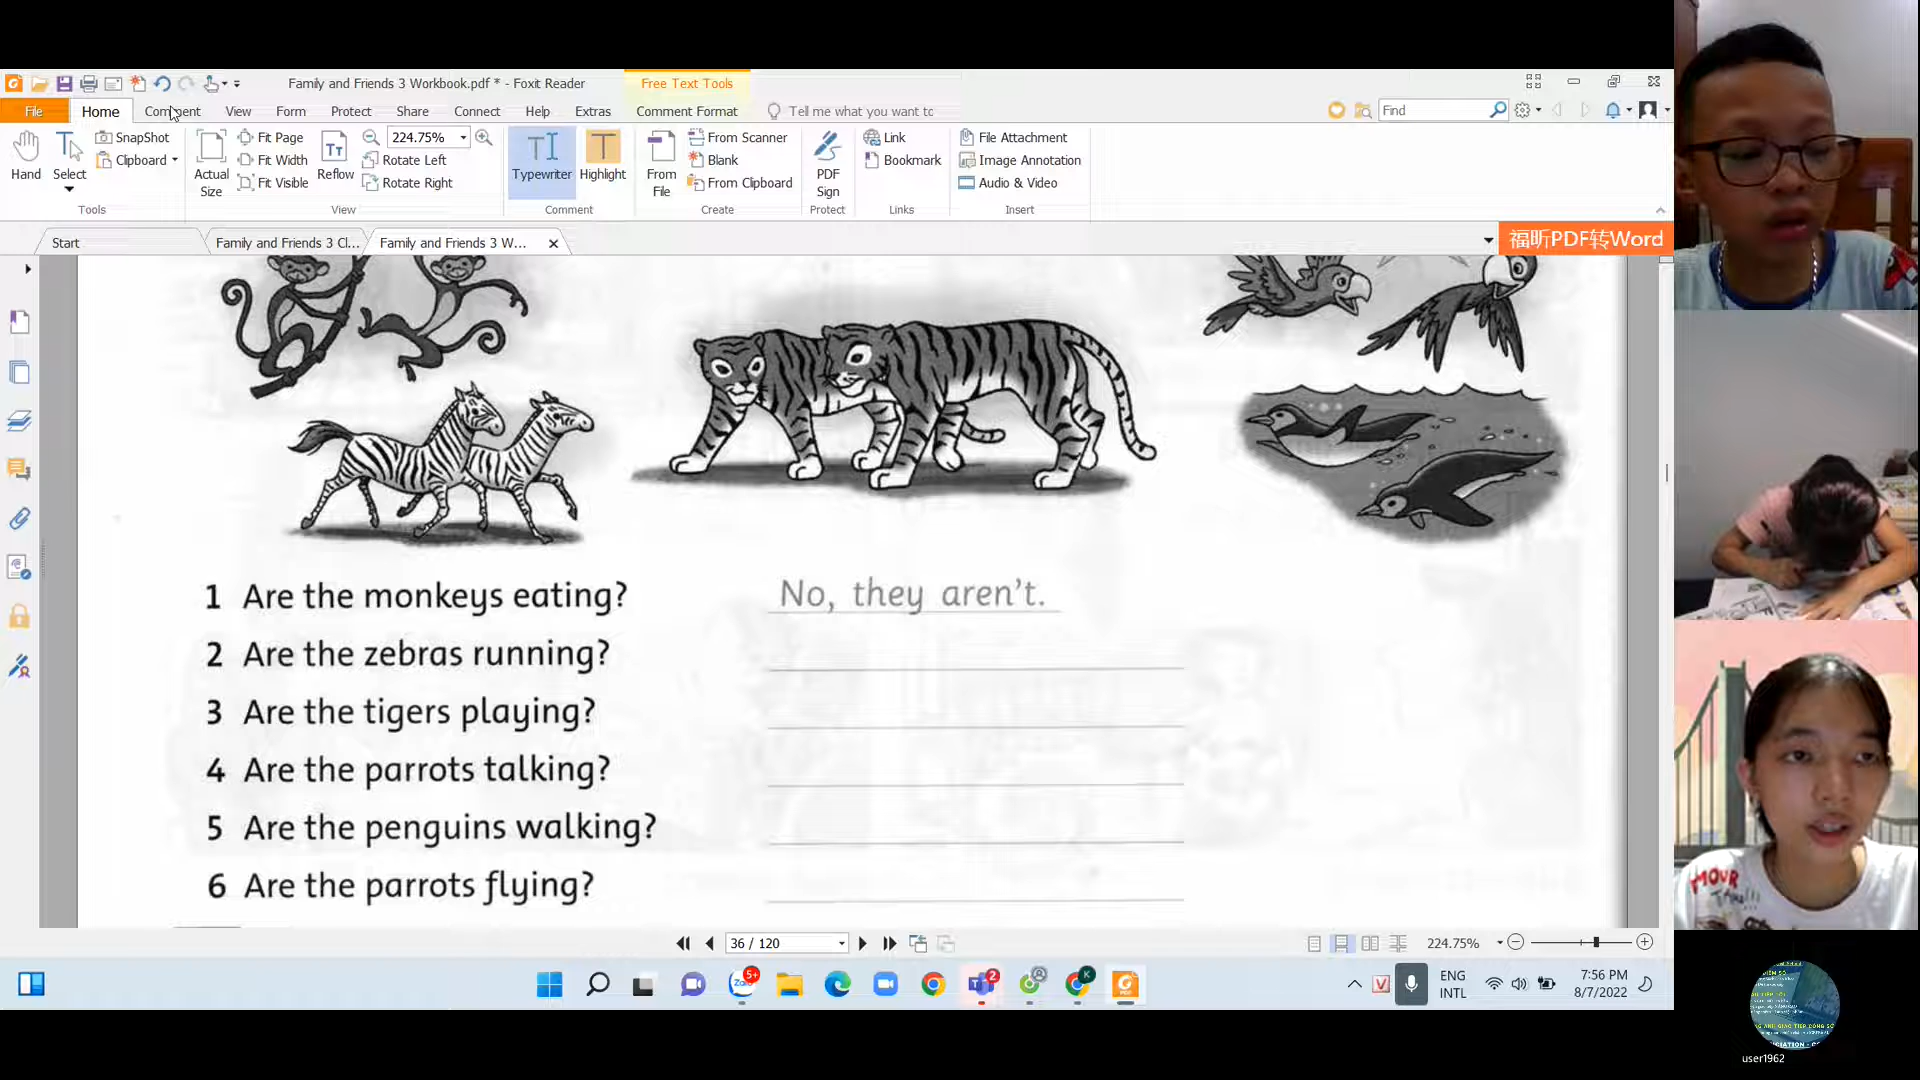 Family and Friends 3 Workbook.pdf * - Foxit Reader
Free Text Tools
File Home Comment View Form Protect Share Connect Help Extras Comment Format Tell me what you want to
Find
Hand
Select
SnapShot
Clipboard
Tools
Actual Size
Fit Page
Fit Width
Fit Visible
Reflow
224.75%
Rotate Left
Rotate Right
View
Typewriter
Highlight
Comment
From File
From Scanner
Blank
From Clipboard
Create
PDF Sign
Protect
Link
Bookmark
Links
File Attachment
Image Annotation
Audio & Video
Insert
Start
Family and Friends 3 Cl...
Family and Friends 3 W...
福昕PDF转Word
1 Are the monkeys eating? No, they aren't.
2 Are the zebras running?
3 Are the tigers playing?
4 Are the parrots talking?
5 Are the penguins walking?
6 Are the parrots flying?
36 / 120
224.75%
5+
Zalo
2
K
V
ENG
INTL
7:56 PM
8/7/2022
MOUR
user1962